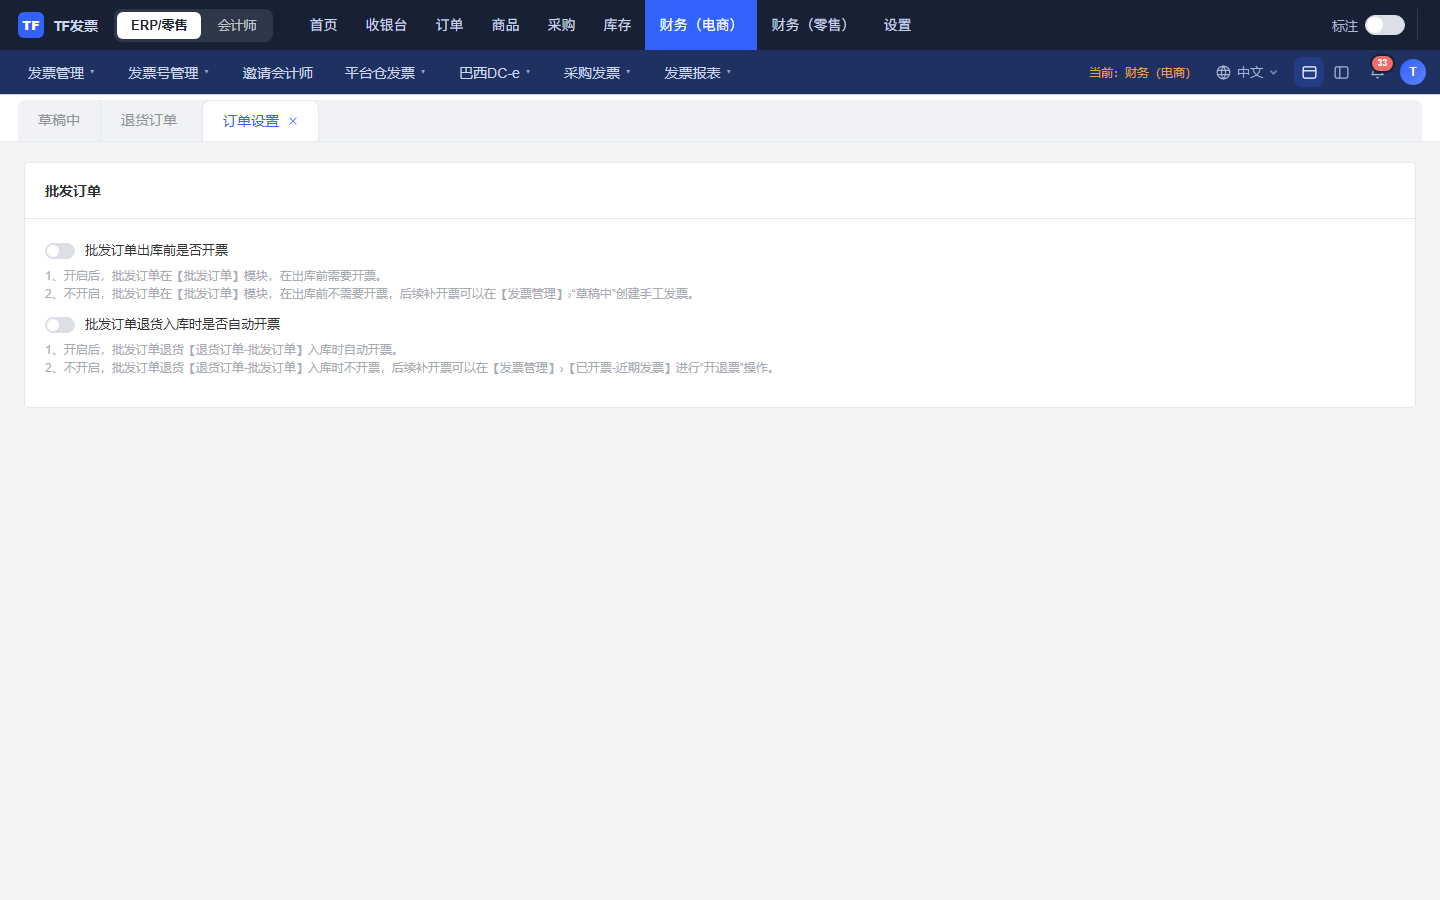 TF TF发票 ERP/零售 会计师 首页 收银台 订单 商品 采购 库存 财务（电商） 财务（零售） 设置 标注
发票管理 发票号管理 邀请会计师 平台仓发票 巴西DC-e 采购发票 发票报表 当前：财务（电商） 中文 33 T
草稿中 退货订单 订单设置 ×
批发订单
批发订单出库前是否开票
1、开启后，批发订单在【批发订单】模块，在出库前需要开票。
2、不开启，批发订单在【批发订单】模块，在出库前不需要开票，后续补开票可以在【发票管理】›“草稿中”创建手工发票。
批发订单退货入库时是否自动开票
1、开启后，批发订单退货【退货订单-批发订单】入库时自动开票。
2、不开启，批发订单退货【退货订单-批发订单】入库时不开票，后续补开票可以在【发票管理】›【已开票-近期发票】进行“开退票”操作。